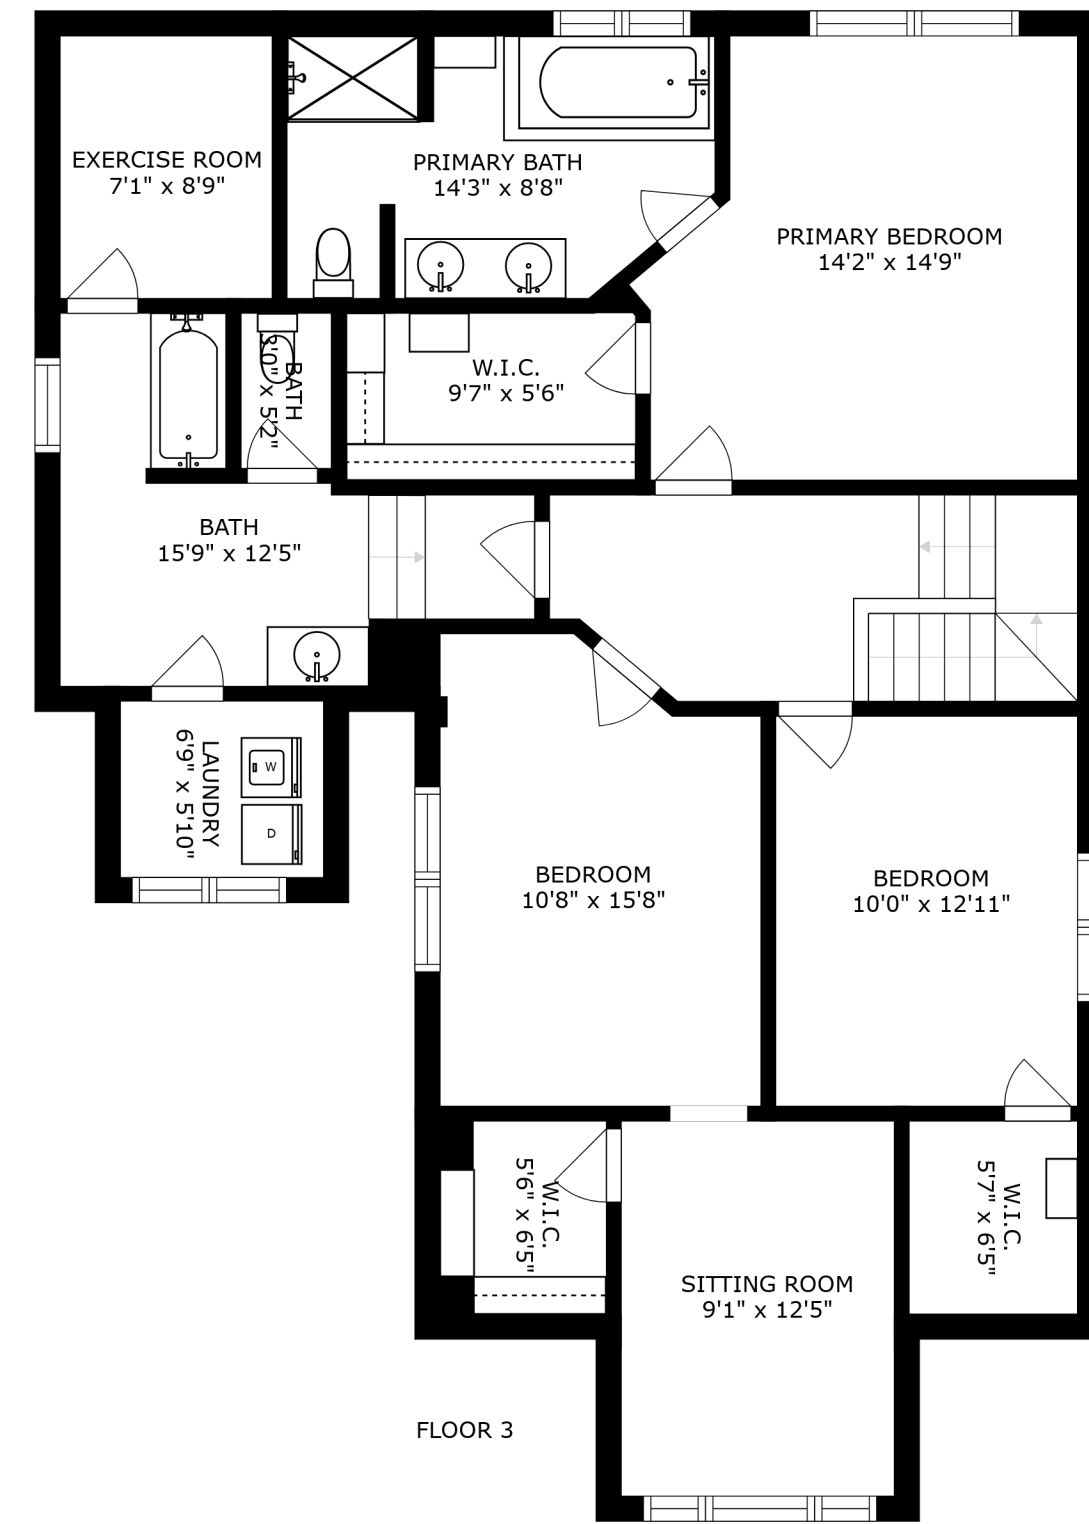 EXERCISE ROOM
7'1" x 8'9"
PRIMARY BATH
14'3" x 8'8"
PRIMARY BEDROOM
14'2" x 14'9"
BATH
3'0" x 5'2"
W.I.C.
9'7" x 5'6"
BATH
15'9" x 12'5"
LAUNDRY
6'9" x 5'10"
W
D
BEDROOM
10'8" x 15'8"
BEDROOM
10'0" x 12'11"
W.I.C.
5'6" x 6'5"
SITTING ROOM
9'1" x 12'5"
W.I.C.
5'7" x 6'5"
FLOOR 3